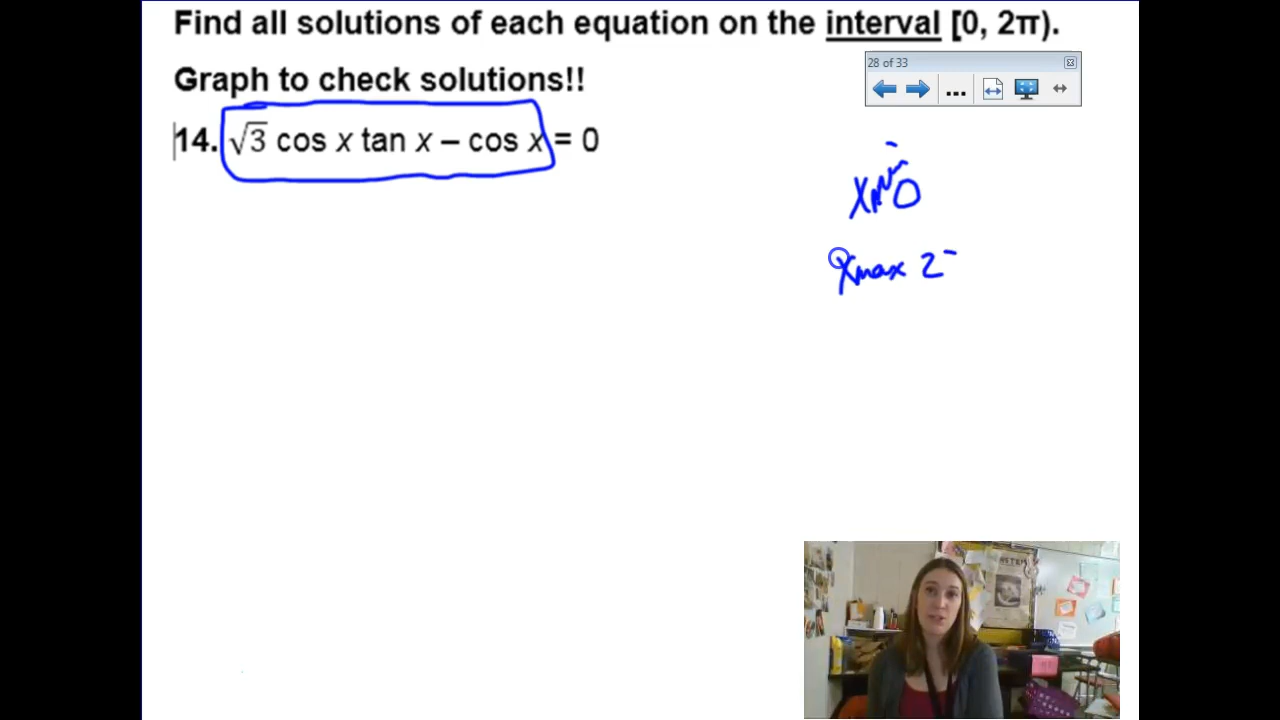 Find all solutions of each equation on the interval [0, 2π).
28 of 33
Graph to check solutions!!
14. √3 cos x tan x – cos x = 0
xmin 0
xmax 2